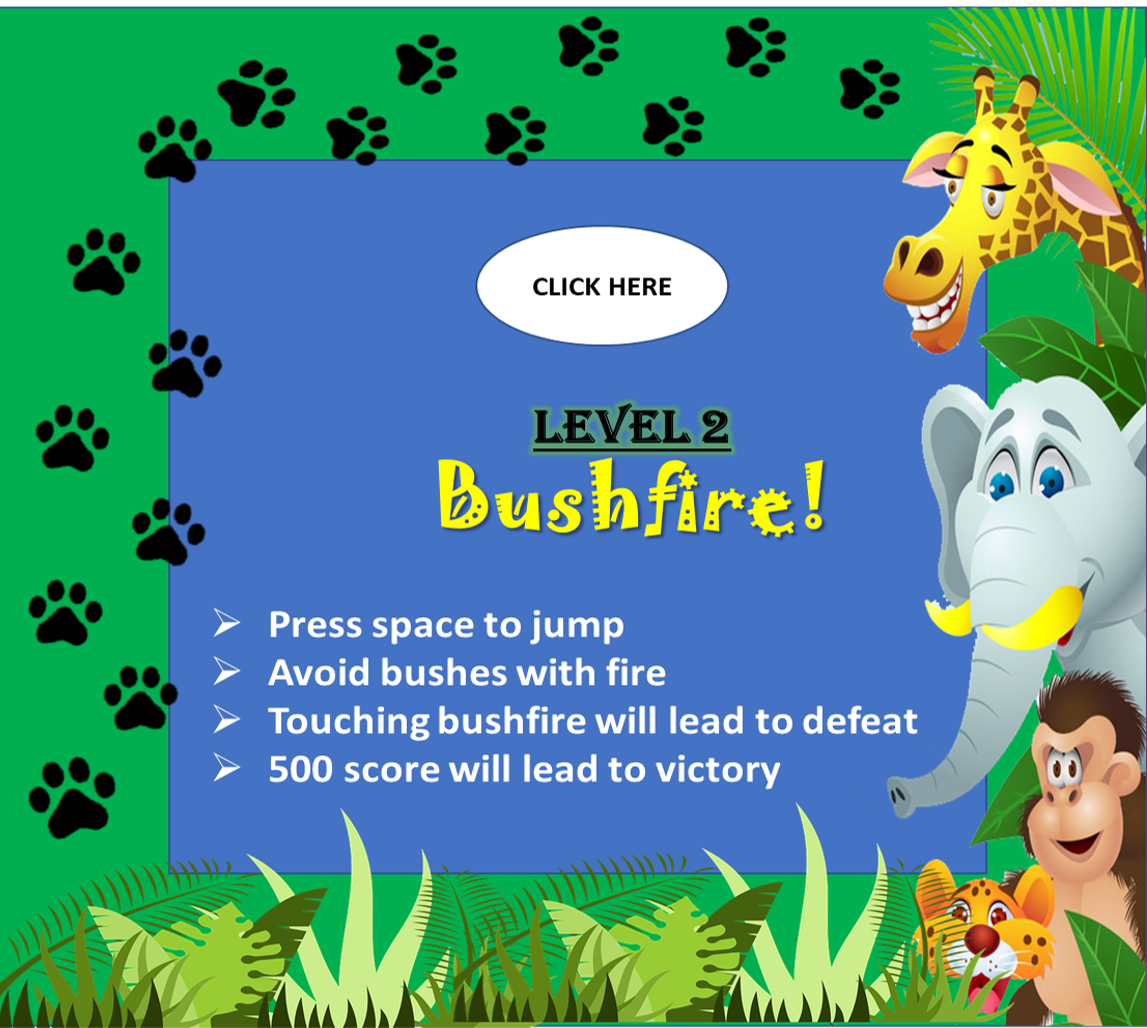 CLICK HERE
LEVEL 2
Bushfire!
➢ Press space to jump
➢ Avoid bushes with fire
➢ Touching bushfire will lead to defeat
➢ 500 score will lead to victory